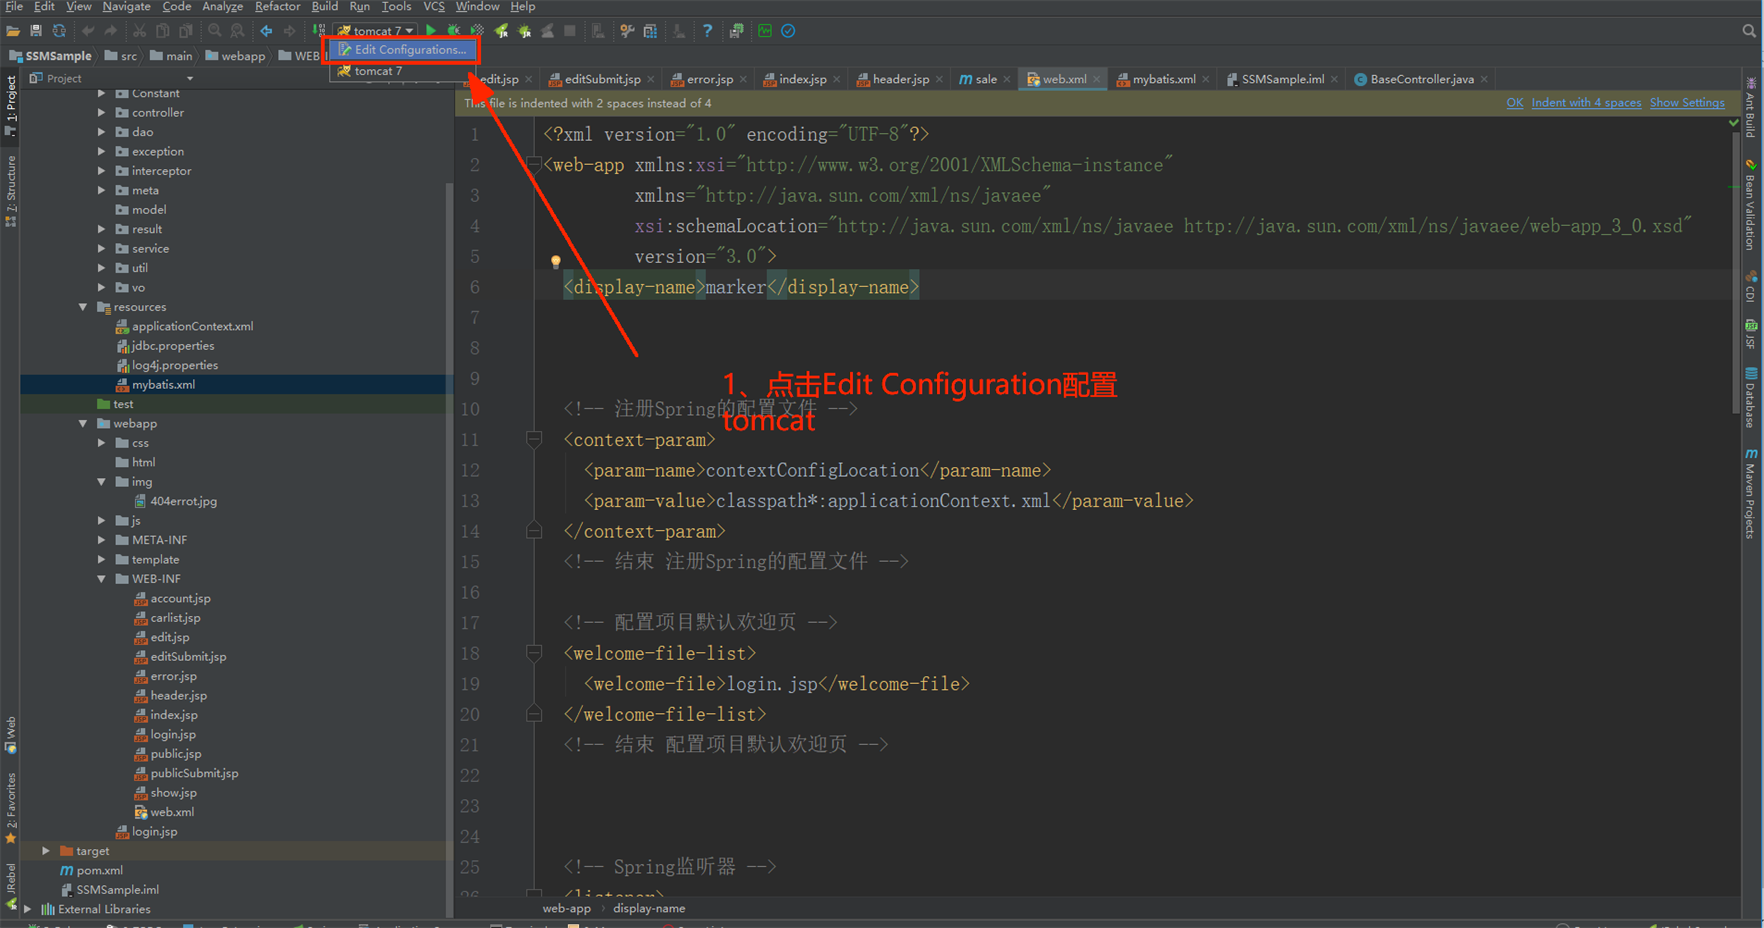 File Edit View Navigate Code Analyze Refactor Build Run Tools VCS Window Help
tomcat 7
SSMSample src main webapp WEB
Edit Configurations...
tomcat 7
Project
edit.jsp editSubmit.jsp error.jsp index.jsp header.jsp sale web.xml mybatis.xml SSMSample.iml BaseController.java
This file is indented with 2 spaces instead of 4 OK Indent with 4 spaces Show Settings
1: Project
7: Structure
Web
2: Favorites
JRebel
Constant
controller
dao
exception
interceptor
meta
model
result
service
util
vo
resources
applicationContext.xml
jdbc.properties
log4j.properties
mybatis.xml
test
webapp
css
html
img
404errot.jpg
js
META-INF
template
WEB-INF
account.jsp
carlist.jsp
edit.jsp
editSubmit.jsp
error.jsp
header.jsp
index.jsp
login.jsp
public.jsp
publicSubmit.jsp
show.jsp
web.xml
login.jsp
target
pom.xml
SSMSample.iml
External Libraries
1 <?xml version="1.0" encoding="UTF-8"?>
2 <web-app xmlns:xsi="http://www.w3.org/2001/XMLSchema-instance"
3 xmlns="http://java.sun.com/xml/ns/javaee"
4 xsi:schemaLocation="http://java.sun.com/xml/ns/javaee http://java.sun.com/xml/ns/javaee/web-app_3_0.xsd"
5 version="3.0">
6 <display-name>marker</display-name>
7
8
9
1、点击Edit Configuration配置
tomcat
10 <!-- 注册Spring的配置文件 -->
11 <context-param>
12 <param-name>contextConfigLocation</param-name>
13 <param-value>classpath*:applicationContext.xml</param-value>
14 </context-param>
15 <!-- 结束 注册Spring的配置文件 -->
16
17 <!-- 配置项目默认欢迎页 -->
18 <welcome-file-list>
19 <welcome-file>login.jsp</welcome-file>
20 </welcome-file-list>
21 <!-- 结束 配置项目默认欢迎页 -->
22
23
24
25 <!-- Spring监听器 -->
26 <listener>
web-app display-name
Ant Build
Bean Validation
CDI
JSF
Database
Maven Projects